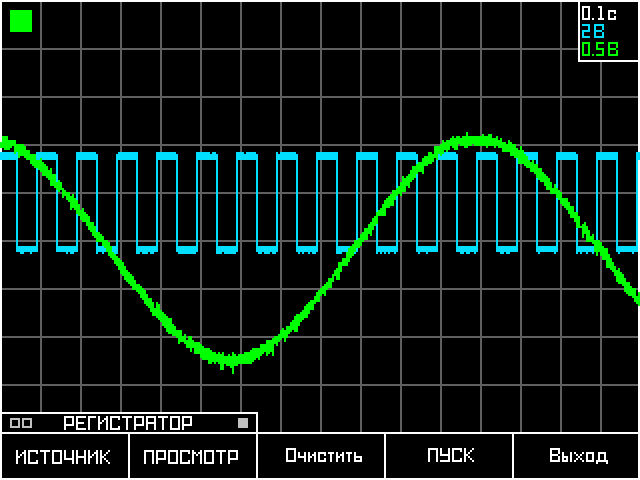 0.1с
2В
0.5В
РЕГИСТРАТОР
ИСТОЧНИК ПРОСМОТР Очистить ПУСК Выход